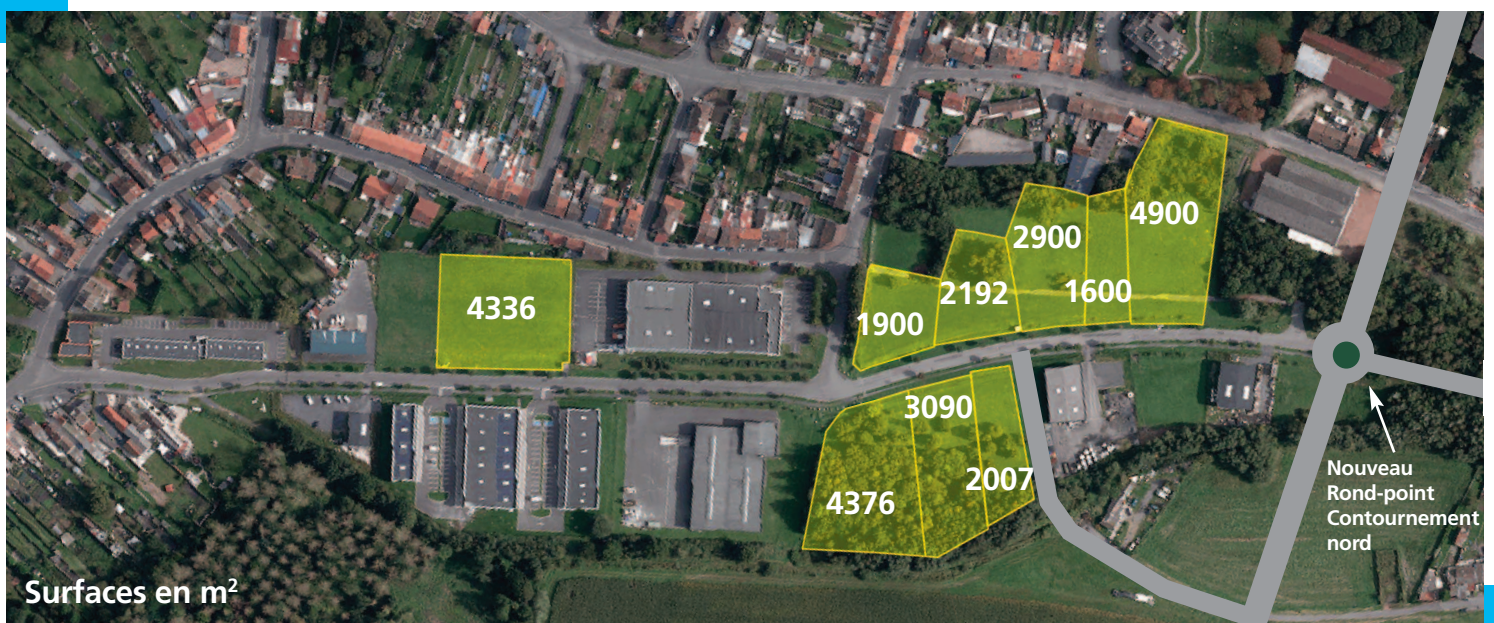 4900
2900
1600
2192
4336
1900
3090
2007
4376
Nouveau
Rond-point
Contournement
nord
Surfaces en m²